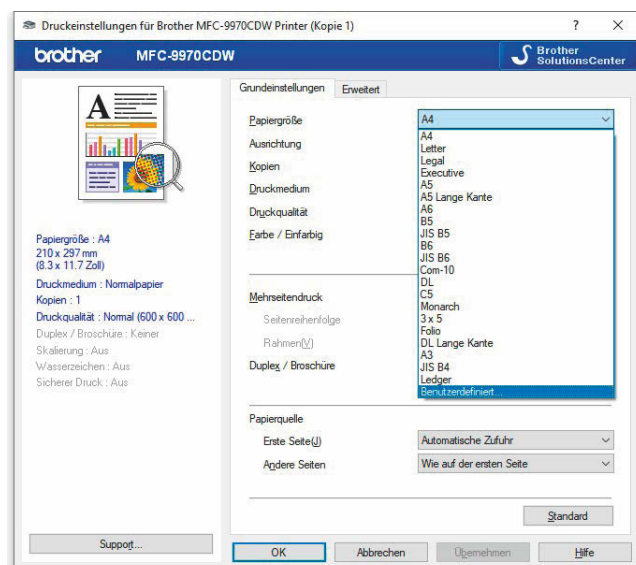 Druckeinstellungen für Brother MFC-9970CDW Printer (Kopie 1)
? ×
brother MFC-9970CDW
Brother
SolutionsCenter
A
Papiergröße : A4
210 x 297 mm
(8.3 x 11.7 Zoll)
Druckmedium : Normalpapier
Kopien : 1
Druckqualität : Normal (600 x 600 ...
Duplex / Broschüre : Keiner
Skalierung : Aus
Wasserzeichen : Aus
Sicherer Druck : Aus
Support...
Grundeinstellungen Erweitert
Papiergröße A4
Ausrichtung
Kopien
Druckmedium
Druckqualität
Farbe / Einfarbig
Mehrseitendruck
Seitenreihenfolge
Rahmen(V)
Duplex / Broschüre
A4
Letter
Legal
Executive
A5
A5 Lange Kante
A6
B5
JIS B5
B6
JIS B6
Com-10
DL
C5
Monarch
3 x 5
Folio
DL Lange Kante
A3
JIS B4
Ledger
Benutzerdefiniert...
Papierquelle
Erste Seite(J) Automatische Zufuhr
Andere Seiten Wie auf der ersten Seite
Standard
OK Abbrechen Übernehmen Hilfe